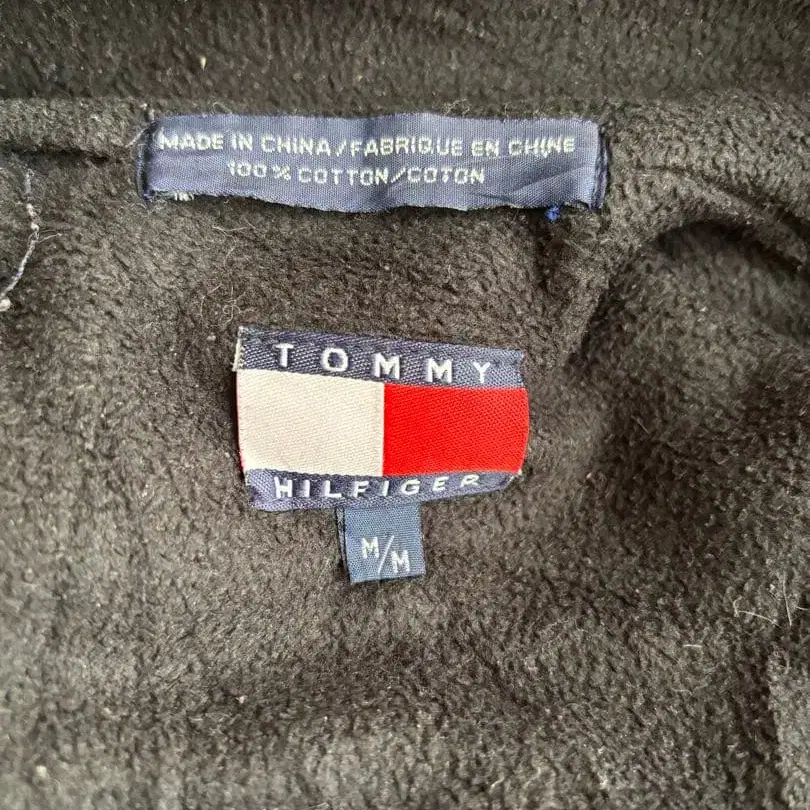 MADE IN CHINA/FABRIQUE EN CHINE
100% COTTON/COTON
TOMMY
HILFIGER
M/M